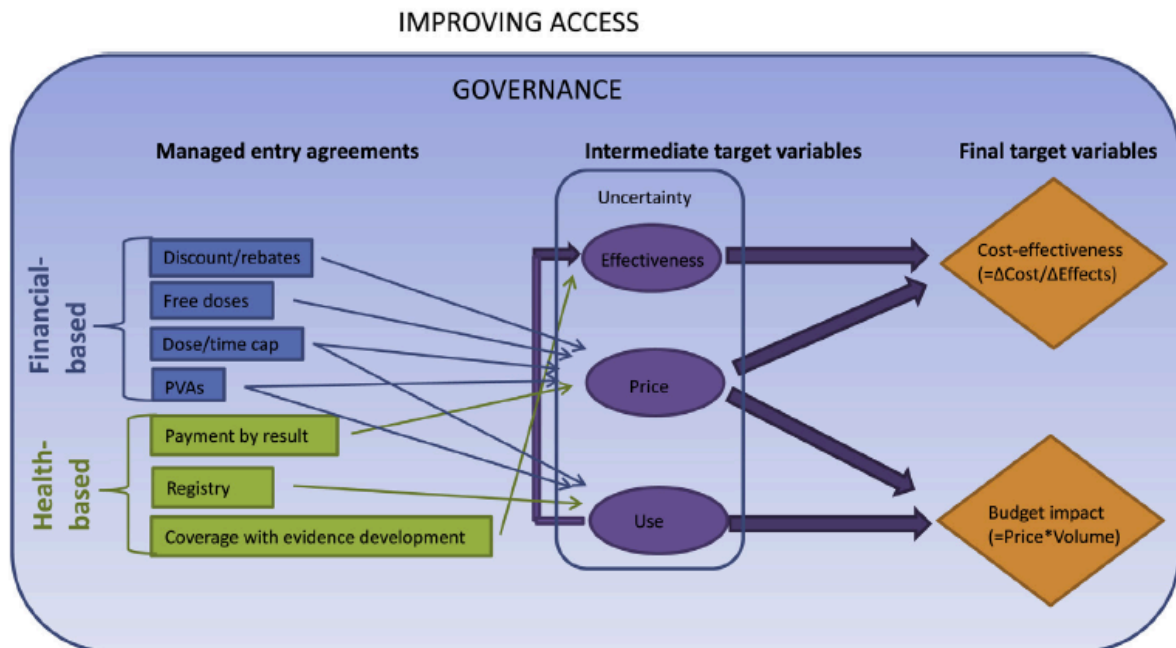 IMPROVING ACCESS
GOVERNANCE
Managed entry agreements
Intermediate target variables
Final target variables
Uncertainty
Financial-
based
Discount/rebates
Free doses
Dose/time cap
PVAs
Health-
based
Payment by result
Registry
Coverage with evidence development
Effectiveness
Price
Use
Cost-effectiveness
(=ΔCost/ΔEffects)
Budget impact
(=Price*Volume)